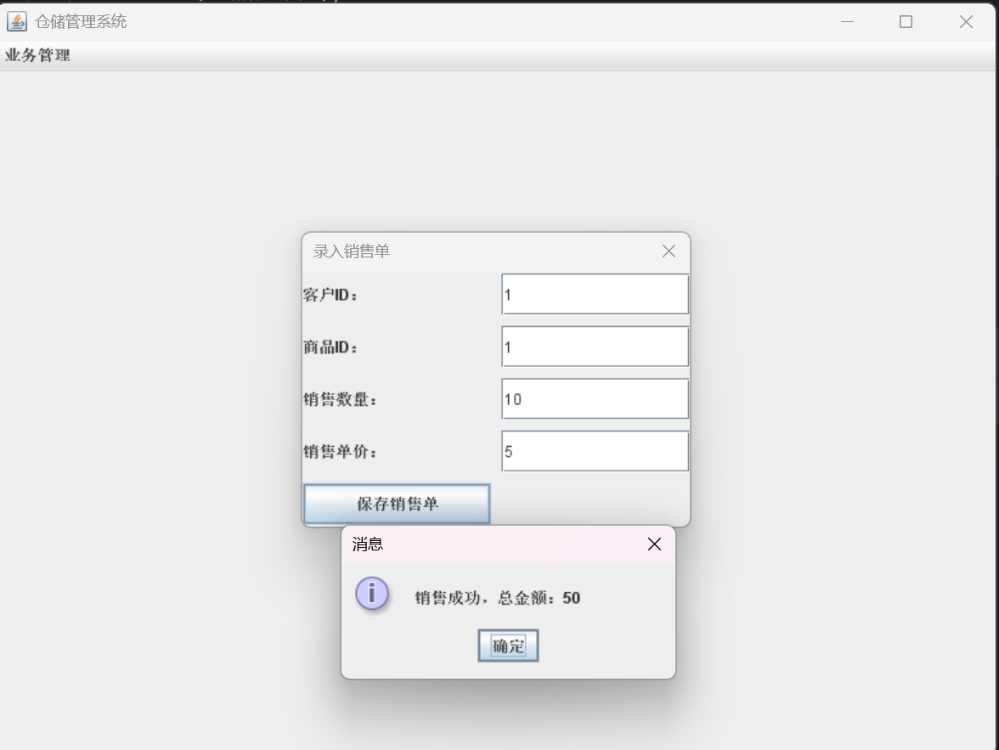 仓储管理系统
业务管理
录入销售单
客户ID：
1
商品ID：
1
销售数量：
10
销售单价：
5
保存销售单
消息
销售成功，总金额：50
确定